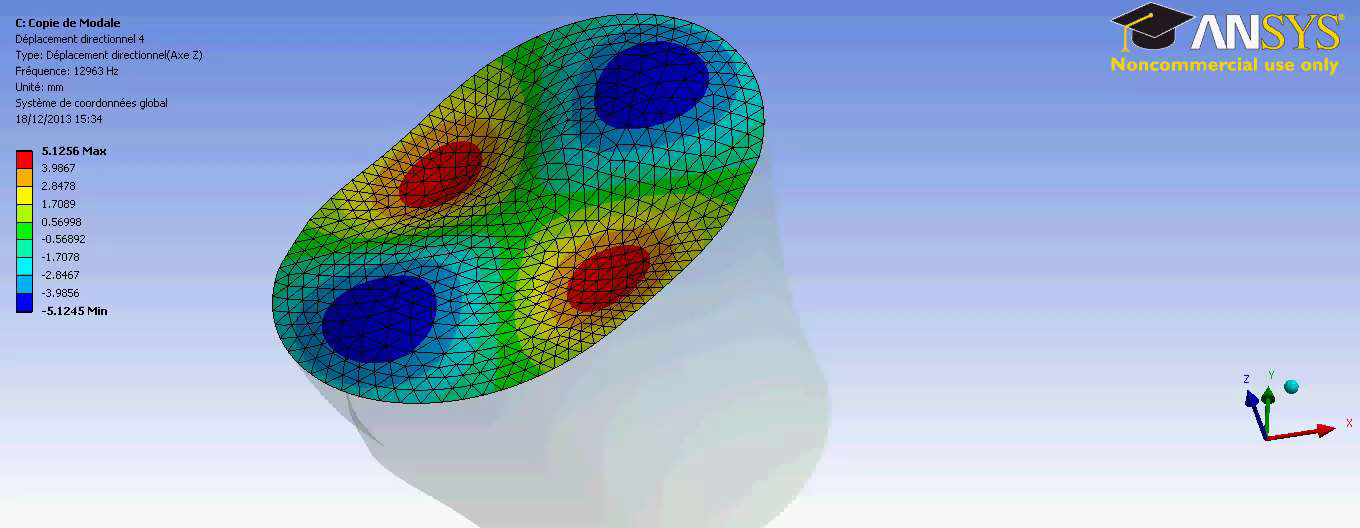 C: Copie de Modale
Déplacement directionnel 4
Type: Déplacement directionnel(Axe Z)
Fréquence: 12963 Hz
Unité: mm
Système de coordonnées global
18/12/2013 15:34
5.1256 Max
3.9867
2.8478
1.7089
0.56998
-0.56892
-1.7078
-2.8467
-3.9856
-5.1245 Min
ANSYS
Noncommercial use only
Z
Y
X